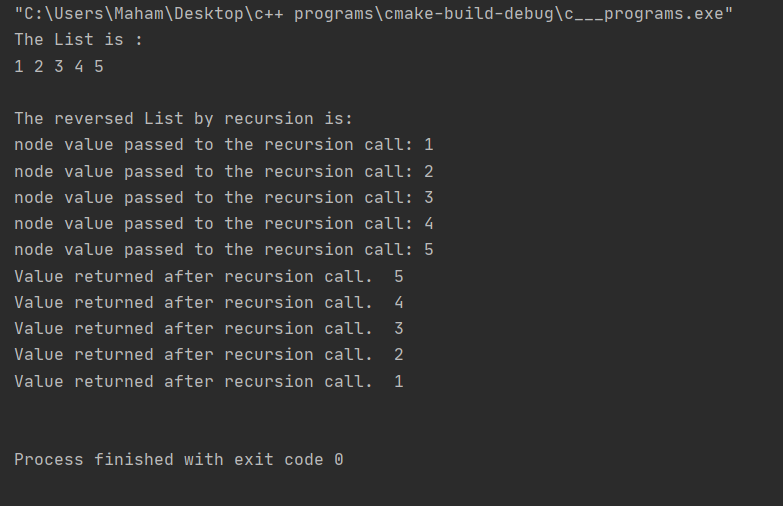 "C:\Users\Maham\Desktop\c++ programs\cmake-build-debug\c___programs.exe"
The List is :
1 2 3 4 5
The reversed List by recursion is:
node value passed to the recursion call: 1
node value passed to the recursion call: 2
node value passed to the recursion call: 3
node value passed to the recursion call: 4
node value passed to the recursion call: 5
Value returned after recursion call.  5
Value returned after recursion call.  4
Value returned after recursion call.  3
Value returned after recursion call.  2
Value returned after recursion call.  1
Process finished with exit code 0